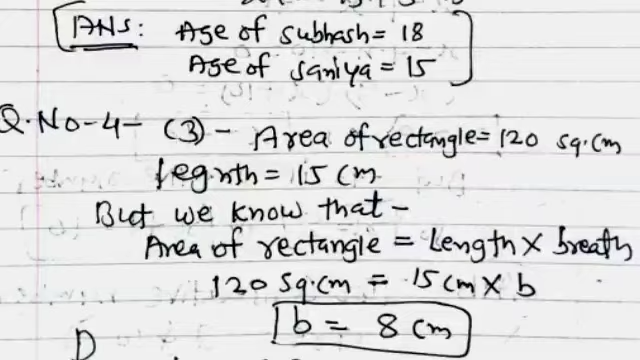 ANS: Age of subhash = 18
Age of saniya = 15
Q.No-4- (3) - Area of rectangle = 120 sq.cm
legnth = 15 cm
But we know that -
Area of rectangle = Length × breath
120 sq.cm = 15 cm × b
b = 8 cm
D